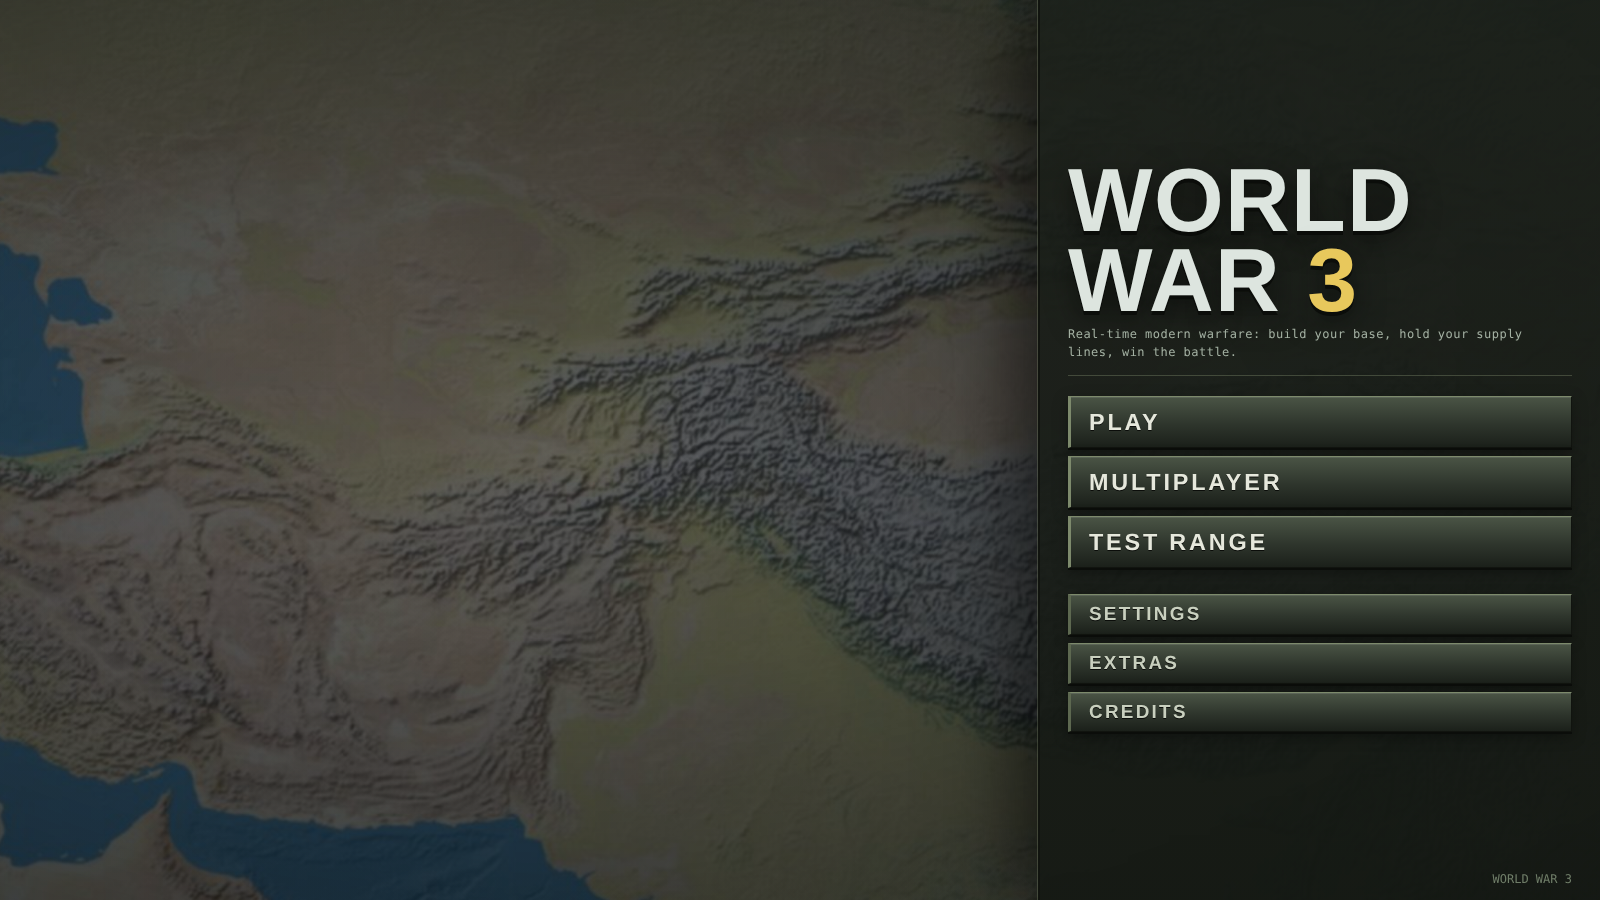 WORLD
WAR 3
Real-time modern warfare: build your base, hold your supply
lines, win the battle.
PLAY
MULTIPLAYER
TEST RANGE
SETTINGS
EXTRAS
CREDITS
WORLD WAR 3